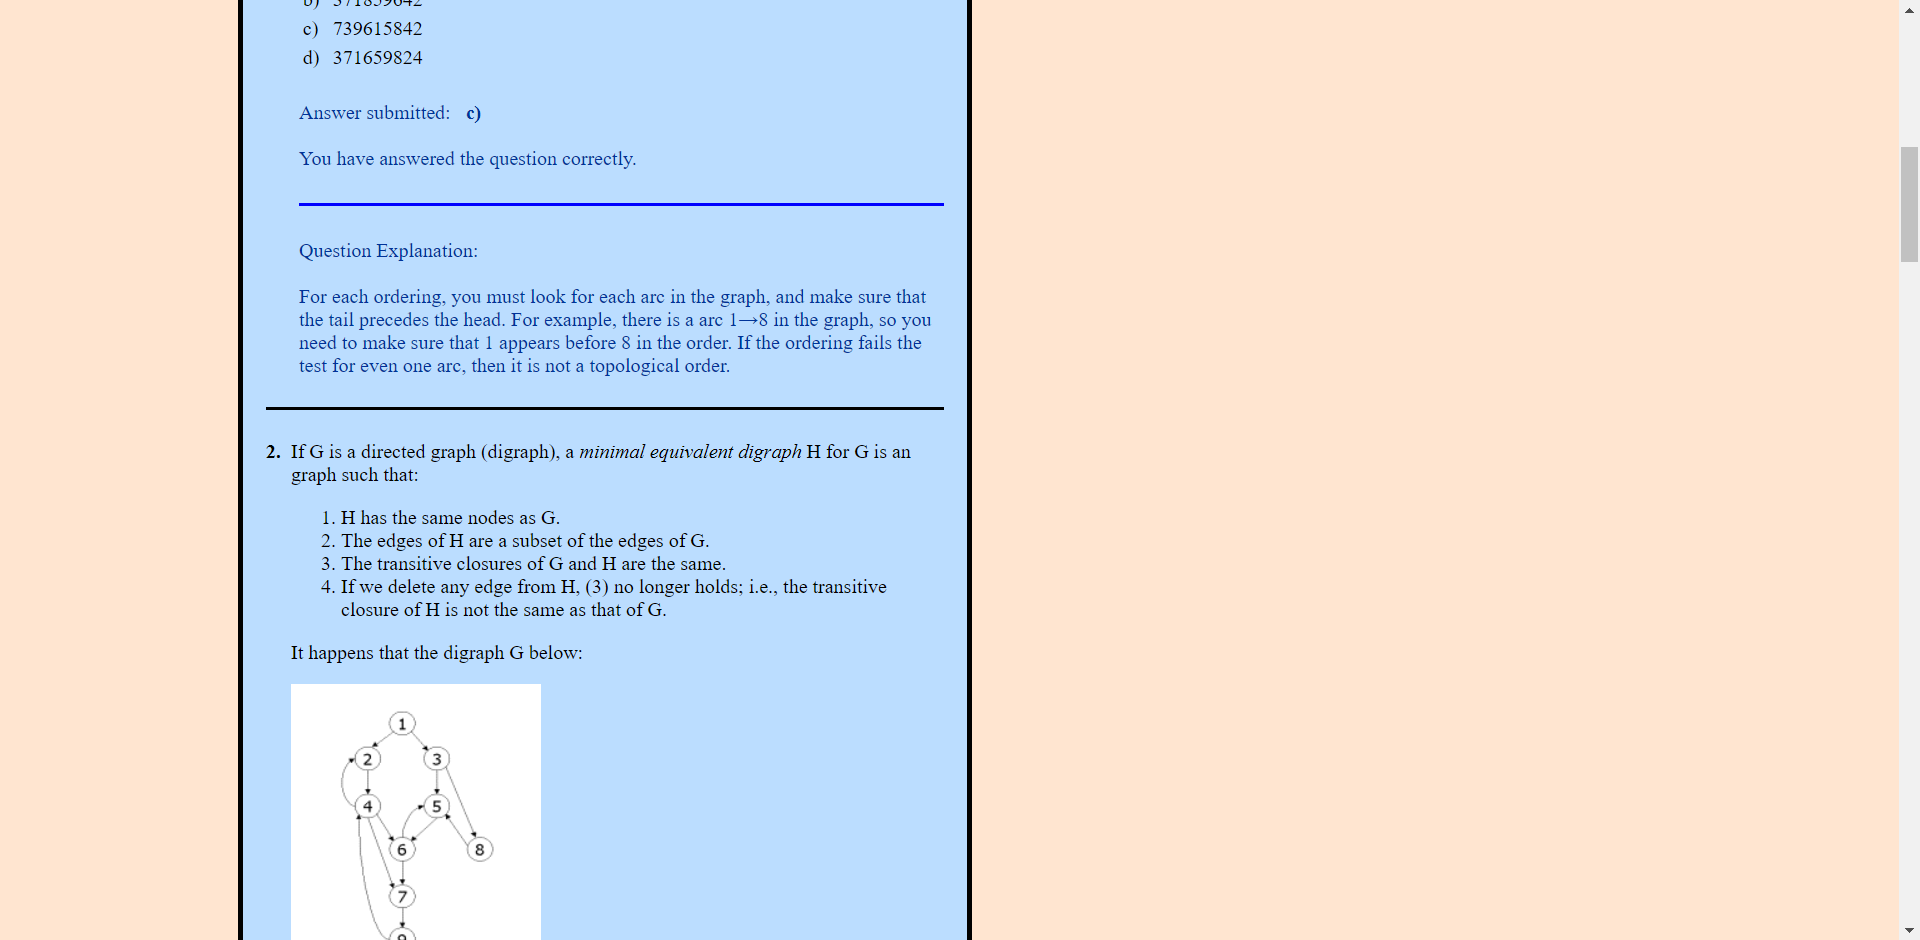 c) 739615842
d) 371659824
Answer submitted: c)
You have answered the question correctly.
Question Explanation:
For each ordering, you must look for each arc in the graph, and make sure that
the tail precedes the head. For example, there is a arc 1→8 in the graph, so you
need to make sure that 1 appears before 8 in the order. If the ordering fails the
test for even one arc, then it is not a topological order.
2. If G is a directed graph (digraph), a minimal equivalent digraph H for G is an
graph such that:
1. H has the same nodes as G.
2. The edges of H are a subset of the edges of G.
3. The transitive closures of G and H are the same.
4. If we delete any edge from H, (3) no longer holds; i.e., the transitive
closure of H is not the same as that of G.
It happens that the digraph G below:
1
2 3
4 5
6 8
7